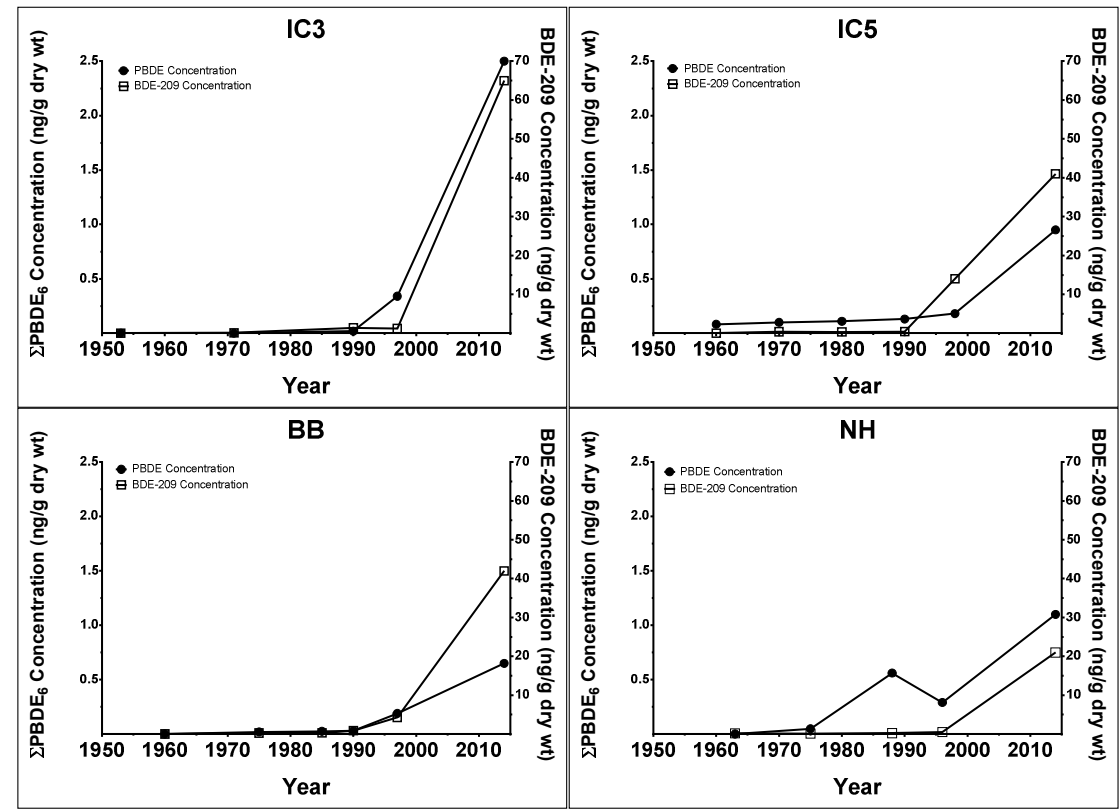 IC3
ΣPBDE6 Concentration (ng/g dry wt)
2.5
2.0
1.5
1.0
0.5
PBDE Concentration
BDE-209 Concentration
70
60
50
40
30
20
10
BDE-209 Concentration (ng/g dry wt)
1950 1960 1970 1980 1990 2000 2010
Year
IC5
ΣPBDE6 Concentration (ng/g dry wt)
2.5
2.0
1.5
1.0
0.5
PBDE Concentration
BDE-209 Concentration
70
60
50
40
30
20
10
BDE-209 Concentration (ng/g dry wt)
1950 1960 1970 1980 1990 2000 2010
Year
BB
ΣPBDE6 Concentration (ng/g dry wt)
2.5
2.0
1.5
1.0
0.5
PBDE Concentration
BDE-209 Concentration
70
60
50
40
30
20
10
BDE-209 Concentration (ng/g dry wt)
1950 1960 1970 1980 1990 2000 2010
Year
NH
ΣPBDE6 Concentration (ng/g dry wt)
2.5
2.0
1.5
1.0
0.5
PBDE Concentration
BDE-209 Concentration
70
60
50
40
30
20
10
BDE-209 Concentration (ng/g dry wt)
1950 1960 1970 1980 1990 2000 2010
Year